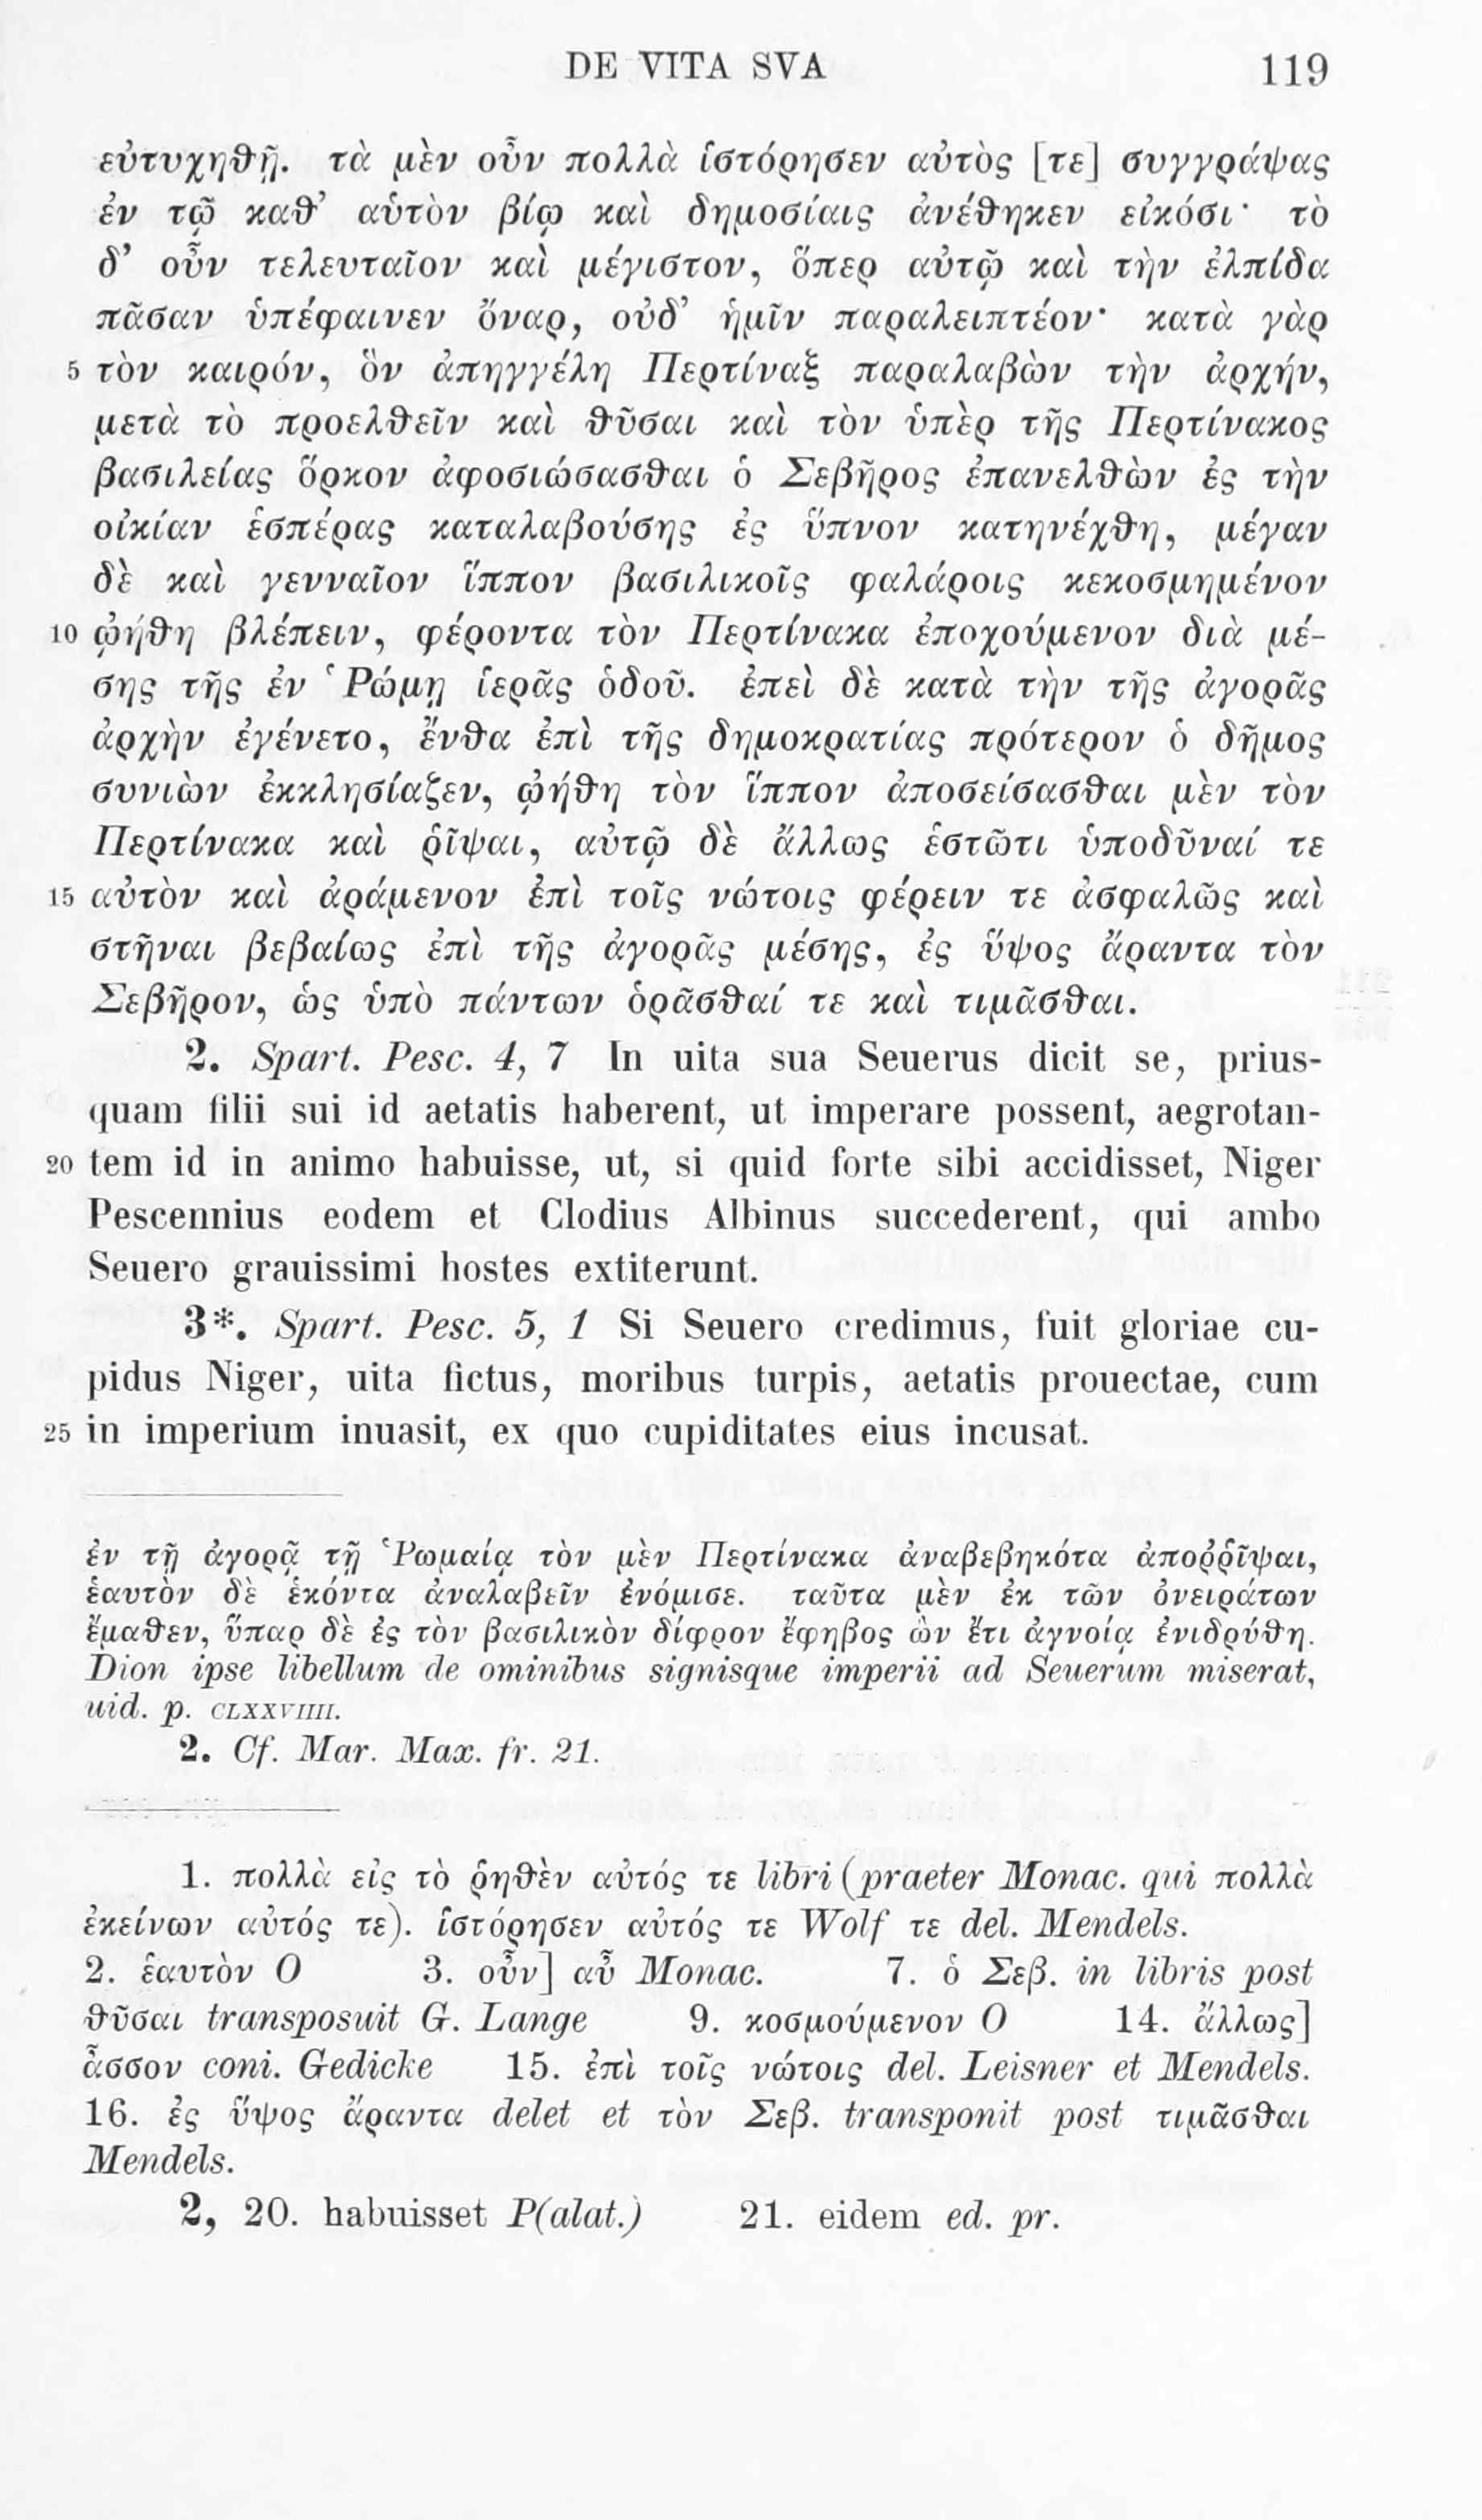 DE VITA SVA 119
εὐτυχηθῇ. τὰ μὲν οὖν πολλὰ ἱστόρησεν αὐτὸς [τε] συγγράψας
ἐν τῷ καθ’ αὑτὸν βίῳ καὶ δημοσίαις ἀνέθηκεν εἰκόσι· τὸ
δ’ οὖν τελευταῖον καὶ μέγιστον, ὅπερ αὐτῷ καὶ τὴν ἐλπίδα
πᾶσαν ὑπέφαινεν ὄναρ, οὐδ’ ἡμῖν παραλειπτέον· κατὰ γὰρ
5 τὸν καιρόν, ὃν ἀπηγγέλη Περτίναξ παραλαβὼν τὴν ἀρχήν,
μετὰ τὸ προελθεῖν καὶ θῦσαι καὶ τὸν ὑπὲρ τῆς Περτίνακος
βασιλείας ὅρκον ἀφοσιώσασθαι ὁ Σεβῆρος ἐπανελθὼν ἐς τὴν
οἰκίαν ἑσπέρας καταλαβούσης ἐς ὕπνον κατηνέχθη, μέγαν
δὲ καὶ γενναῖον ἵππον βασιλικοῖς φαλάροις κεκοσμημένον
10 ᾠήθη βλέπειν, φέροντα τὸν Περτίνακα ἐποχούμενον διὰ μέ-
σης τῆς ἐν Ῥώμῃ ἱερᾶς ὁδοῦ. ἐπεὶ δὲ κατὰ τὴν τῆς ἀγορᾶς
ἀρχὴν ἐγένετο, ἔνθα ἐπὶ τῆς δημοκρατίας πρότερον ὁ δῆμος
συνιὼν ἐκκλησίαζεν, ᾠήθη τὸν ἵππον ἀποσείσασθαι μὲν τὸν
Περτίνακα καὶ ῥῖψαι, αὐτῷ δὲ ἄλλως ἑστῶτι ὑποδῦναί τε
15 αὐτὸν καὶ ἀράμενον ἐπὶ τοῖς νώτοις φέρειν τε ἀσφαλῶς καὶ
στῆναι βεβαίως ἐπὶ τῆς ἀγορᾶς μέσης, ἐς ὕψος ἄραντα τὸν
Σεβῆρον, ὡς ὑπὸ πάντων ὁρᾶσθαί τε καὶ τιμᾶσθαι.
2. Spart. Pesc. 4, 7 In uita sua Seuerus dicit se, prius-
quam filii sui id aetatis haberent, ut imperare possent, aegrotan-
20 tem id in animo habuisse, ut, si quid forte sibi accidisset, Niger
Pescennius eodem et Clodius Albinus succederent, qui ambo
Seuero grauissimi hostes extiterunt.
3*. Spart. Pesc. 5, 1 Si Seuero credimus, fuit gloriae cu-
pidus Niger, uita fictus, moribus turpis, aetatis prouectae, cum
25 in imperium inuasit, ex quo cupiditates eius incusat.
ἐν τῇ ἀγορᾷ τῇ Ῥωμαίᾳ τὸν μὲν Περτίνακα ἀναβεβηκότα ἀποῤῥῖψαι,
ἑαυτὸν δὲ ἑκόντα ἀναλαβεῖν ἐνόμισε. ταῦτα μὲν ἐκ τῶν ὀνειράτων
ἔμαθεν, ὕπαρ δὲ ἐς τὸν βασιλικὸν δίφρον ἔφηβος ὢν ἔτι ἀγνοίᾳ ἐνιδρύθη.
Dion ipse libellum de ominibus signisque imperii ad Seuerum miserat,
uid. p. CLXXVIIII.
2. Cf. Mar. Max. fr. 21.
1. πολλὰ εἰς τὸ ῥηθὲν αὐτός τε libri (praeter Monac. qui πολλὰ
ἐκείνων αὐτός τε). ἱστόρησεν αὐτός τε Wolf τε del. Mendels.
2. ἑαυτὸν O 3. οὖν] αὖ Monac. 7. ὁ Σεβ. in libris post
θῦσαι transposuit G. Lange 9. κοσμούμενον O 14. ἄλλως]
ἆσσον coni. Gedicke 15. ἐπὶ τοῖς νώτοις del. Leisner et Mendels.
16. ἐς ὕψος ἄραντα delet et τὸν Σεβ. transponit post τιμᾶσθαι
Mendels.
2, 20. habuisset P(alat.) 21. eidem ed. pr.